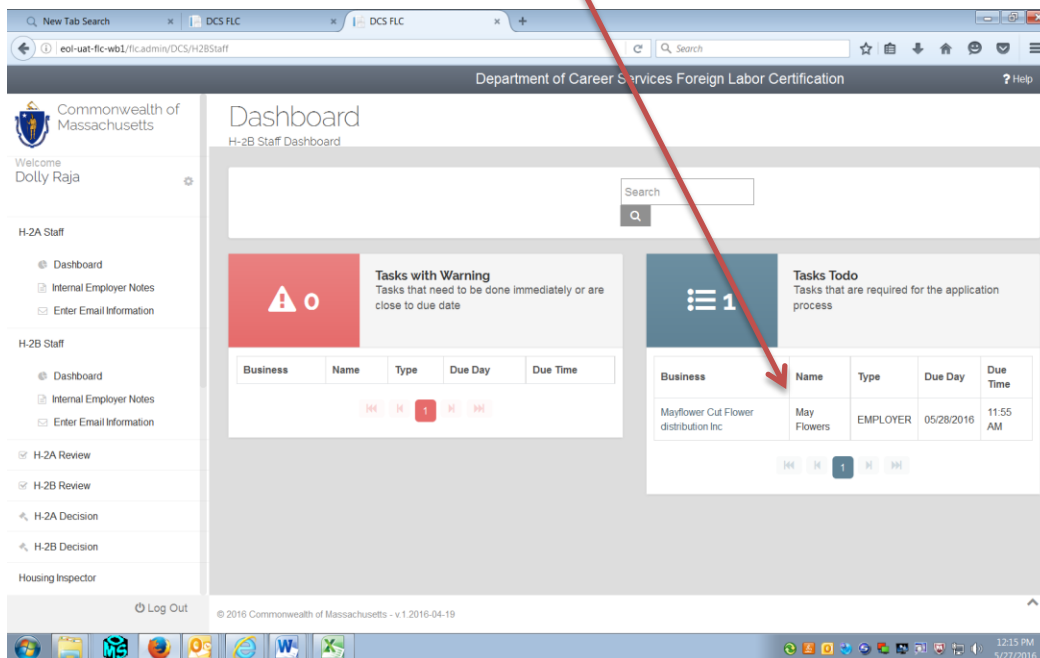 New Tab Search
DCS FLC
DCS FLC
eol-uat-flc-wb1/flc.admin/DCS/H2BStaff
Search
Department of Career Services Foreign Labor Certification
? Help
Commonwealth of
Massachusetts
Welcome
Dolly Raja
H-2A Staff
Dashboard
Internal Employer Notes
Enter Email Information
H-2B Staff
Dashboard
Internal Employer Notes
Enter Email Information
H-2A Review
H-2B Review
H-2A Decision
H-2B Decision
Housing Inspector
Log Out
Dashboard
H-2B Staff Dashboard
Search
0
Tasks with Warning
Tasks that need to be done immediately or are
close to due date
Business Name Type Due Day Due Time
1
1
Tasks Todo
Tasks that are required for the application
process
Business Name Type Due Day Due
Time
Mayflower Cut Flower
distribution Inc
May
Flowers
EMPLOYER
05/28/2016
11:55
AM
1
© 2016 Commonwealth of Massachusetts - v.1.2016-04-19
12:15 PM
5/27/2016